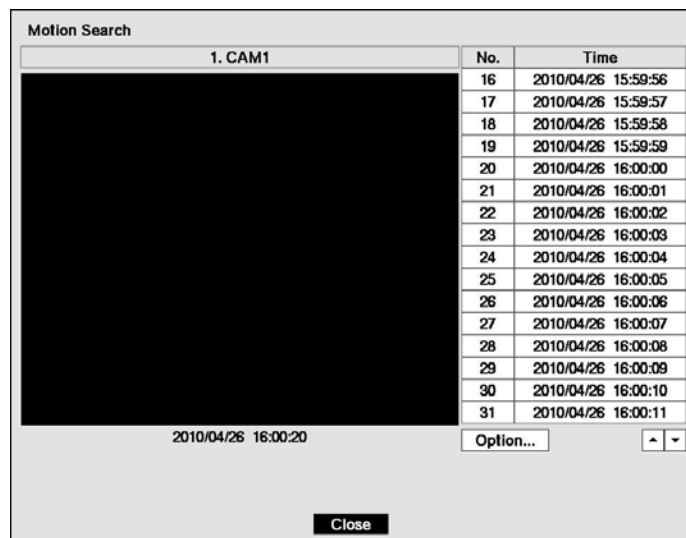 Motion Search
1. CAM1
No. Time
16 2010/04/26 15:59:56
17 2010/04/26 15:59:57
18 2010/04/26 15:59:58
19 2010/04/26 15:59:59
20 2010/04/26 16:00:00
21 2010/04/26 16:00:01
22 2010/04/26 16:00:02
23 2010/04/26 16:00:03
24 2010/04/26 16:00:04
25 2010/04/26 16:00:05
26 2010/04/26 16:00:06
27 2010/04/26 16:00:07
28 2010/04/26 16:00:08
29 2010/04/26 16:00:09
30 2010/04/26 16:00:10
31 2010/04/26 16:00:11
2010/04/26 16:00:20
Option...
Close